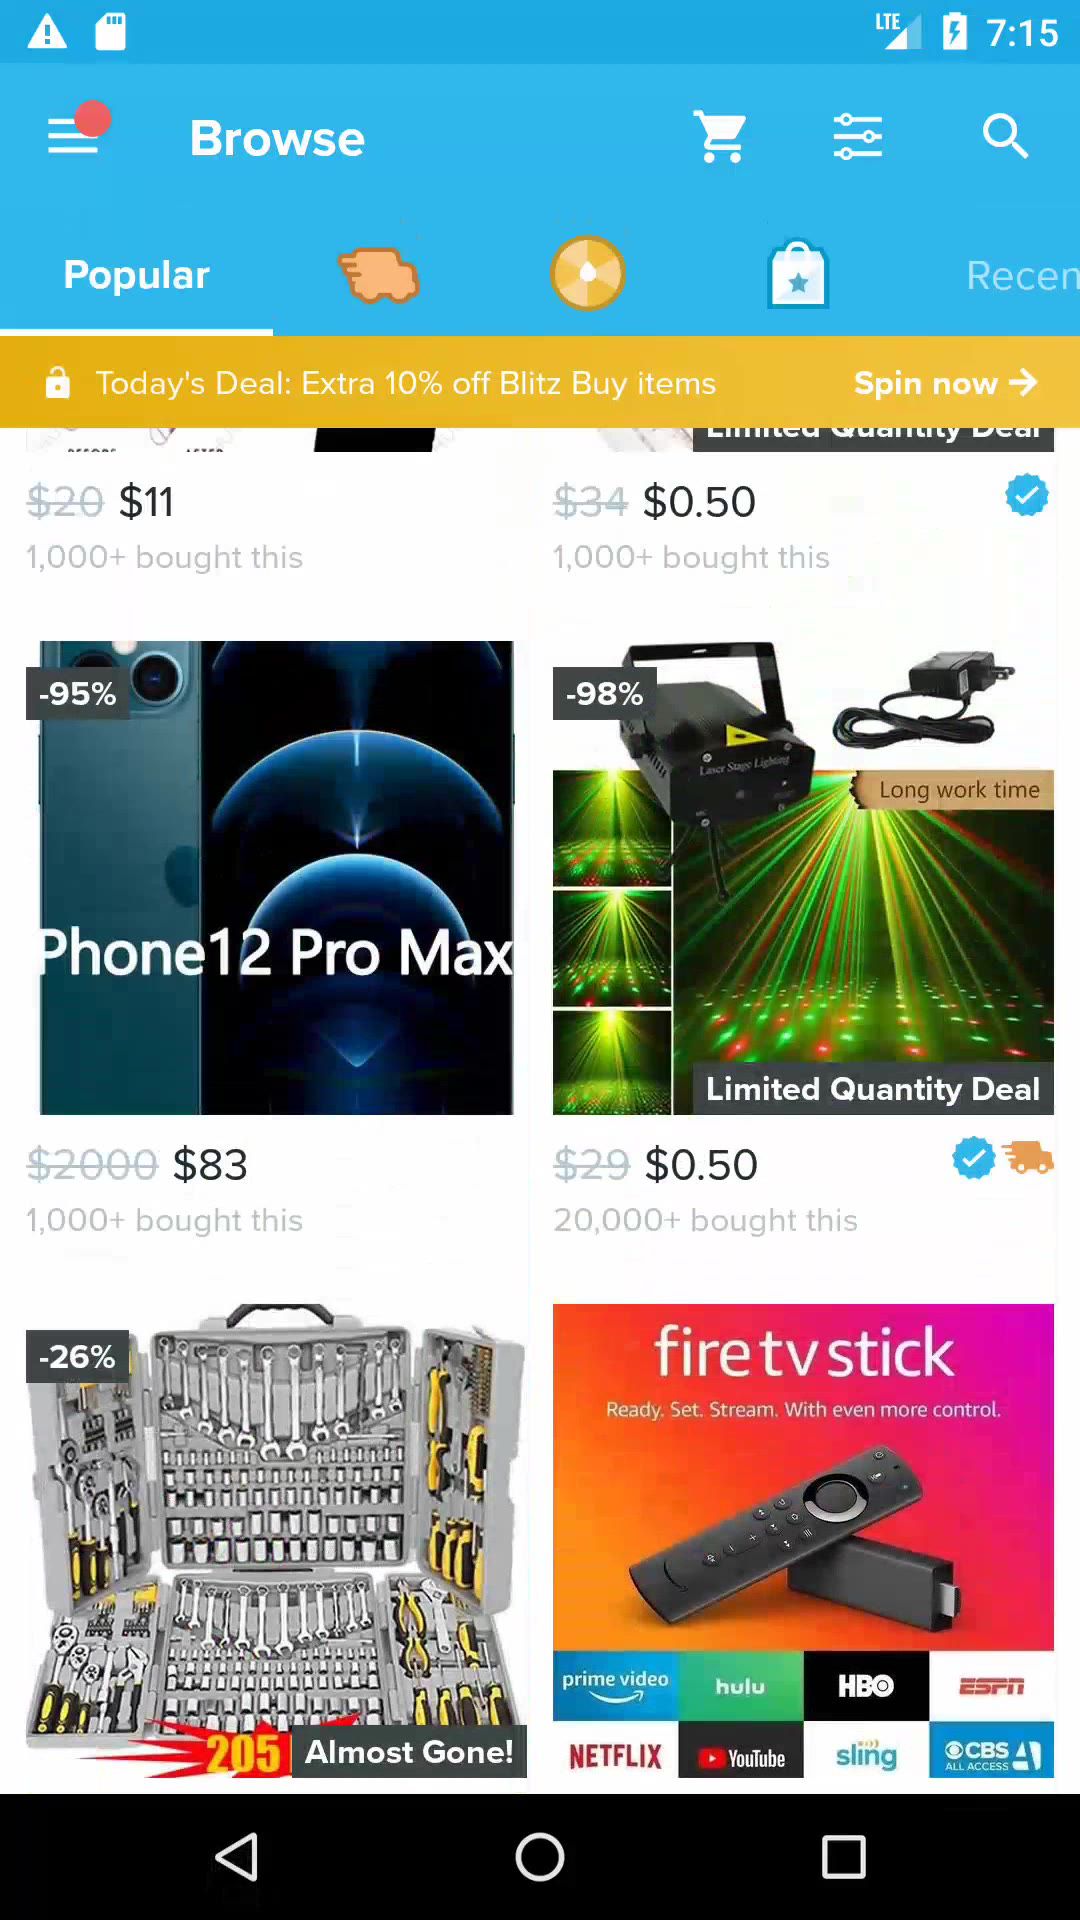 LTE
7:15
Browse
Popular
Recen
Today's Deal: Extra 10% off Blitz Buy items
Spin now
BEFORE AFTER
Limited Quantity Deal
$20 $11
1,000+ bought this
$34 $0.50
1,000+ bought this
-95%
Phone12 Pro Max
$2000 $83
1,000+ bought this
-98%
Laser Stage Lighting
Long work time
Limited Quantity Deal
$29 $0.50
20,000+ bought this
-26%
205
Almost Gone!
fire tv stick
Ready. Set. Stream. With even more control.
prime video
hulu
HBO
ESPN
NETFLIX
YouTube
sling
CBS
ALL ACCESS